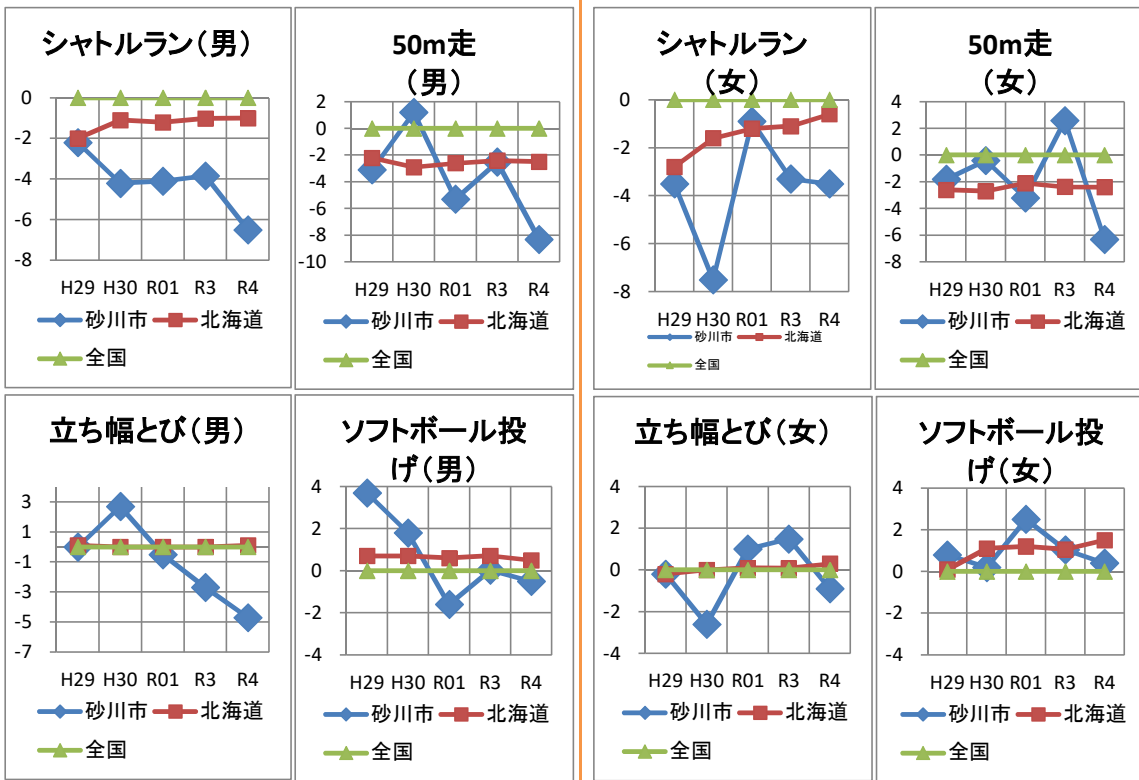 シャトルラン(男)
0
-2
-4
-6
-8
H29 H30 R01 R3 R4
砂川市 北海道
全国
50m走
(男)
2
0
-2
-4
-6
-8
-10
H29 H30 R01 R3 R4
砂川市 北海道
全国
シャトルラン
(女)
0
-2
-4
-6
-8
H29 H30 R01 R3 R4
砂川市 北海道
全国
50m走
(女)
4
2
0
-2
-4
-6
-8
H29 H30 R01 R3 R4
砂川市 北海道
全国
立ち幅とび(男)
3
1
-1
-3
-5
-7
H29 H30 R01 R3 R4
砂川市 北海道
全国
ソフトボール投
げ(男)
4
2
0
-2
-4
H29 H30 R01 R3 R4
砂川市 北海道
全国
立ち幅とび(女)
4
2
0
-2
-4
H29 H30 R01 R3 R4
砂川市 北海道
全国
ソフトボール投
げ(女)
4
2
0
-2
-4
H29 H30 R01 R3 R4
砂川市 北海道
全国